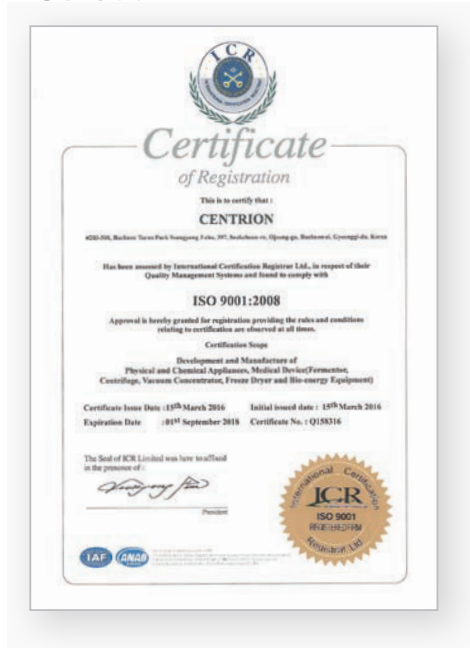 ICR
Certificate
of Registration
This is to certify that :
CENTRION
Has been assessed by International Certification Registrar Ltd., in respect of their
Quality Management Systems and found to comply with
ISO 9001:2008
Approval is hereby granted for registration providing the rules and conditions
relating to certification are observed at all times.
Certification Scope
Development and Manufacture of
Physical and Chemical Appliances, Medical Device(Fermentor,
Centrifuge, Vacuum Concentrator, Freeze Dryer and Bio-energy Equipment)
Certificate Issue Date :15th March 2016 Initial issued date : 15th March 2016
Expiration Date :01st September 2018 Certificate No. : Q158316
The Seal of ICR Limited was here to affixed
in the presence of :
President
International Certification
ICR
ISO 9001
REGISTERED FIRM
Registrar Ltd
IAF
ANAB